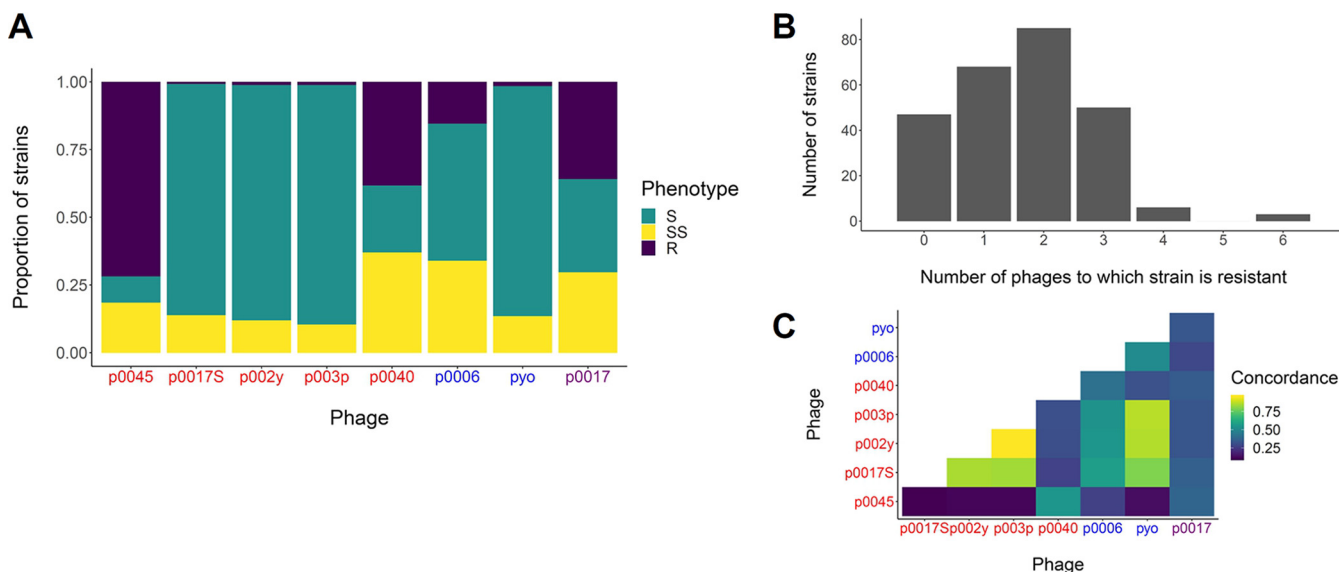 A
Proportion of strains
1.00
0.75
0.50
0.25
0.00
p0045 p0017S p002y p003p p0040 p0006 pyo p0017
Phage
Phenotype
S
SS
R
B
Number of strains
80
60
40
20
0
0 1 2 3 4 5 6
Number of phages to which strain is resistant
C
Phage
pyo
p0006
p0040
p003p
p002y
p0017S
p0045
p0017S p002y p003p p0040 p0006 pyo p0017
Phage
Concordance
0.75
0.50
0.25